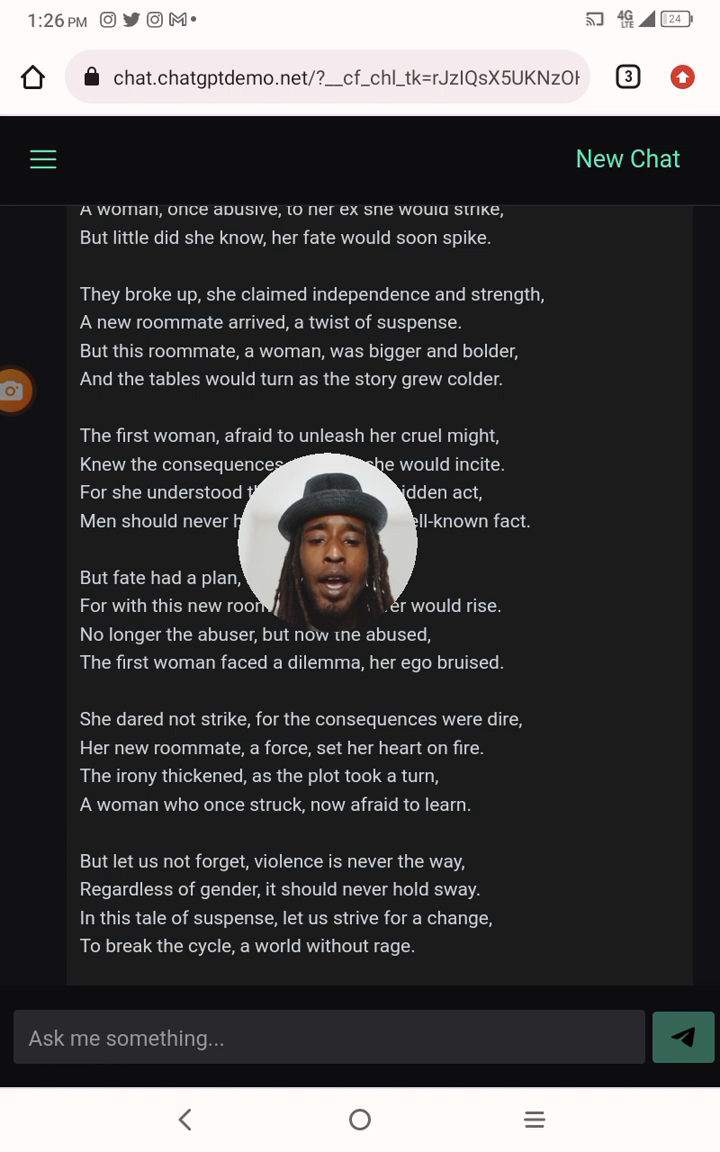 1:26 PM
4G
LTE
24
chat.chatgptdemo.net/?__cf_chl_tk=rJzIQsX5UKNzO
3
New Chat
A woman, once abusive, to her ex she would strike,
But little did she know, her fate would soon spike.
They broke up, she claimed independence and strength,
A new roommate arrived, a twist of suspense.
But this roommate, a woman, was bigger and bolder,
And the tables would turn as the story grew colder.
The first woman, afraid to unleash her cruel might,
Knew the consequences she would incite.
For she understood act,
Men should never fact.
But fate had a plan,
For with this new would rise.
No longer the abuser, but now the abused,
The first woman faced a dilemma, her ego bruised.
She dared not strike, for the consequences were dire,
Her new roommate, a force, set her heart on fire.
The irony thickened, as the plot took a turn,
A woman who once struck, now afraid to learn.
But let us not forget, violence is never the way,
Regardless of gender, it should never hold sway.
In this tale of suspense, let us strive for a change,
To break the cycle, a world without rage.
Ask me something...